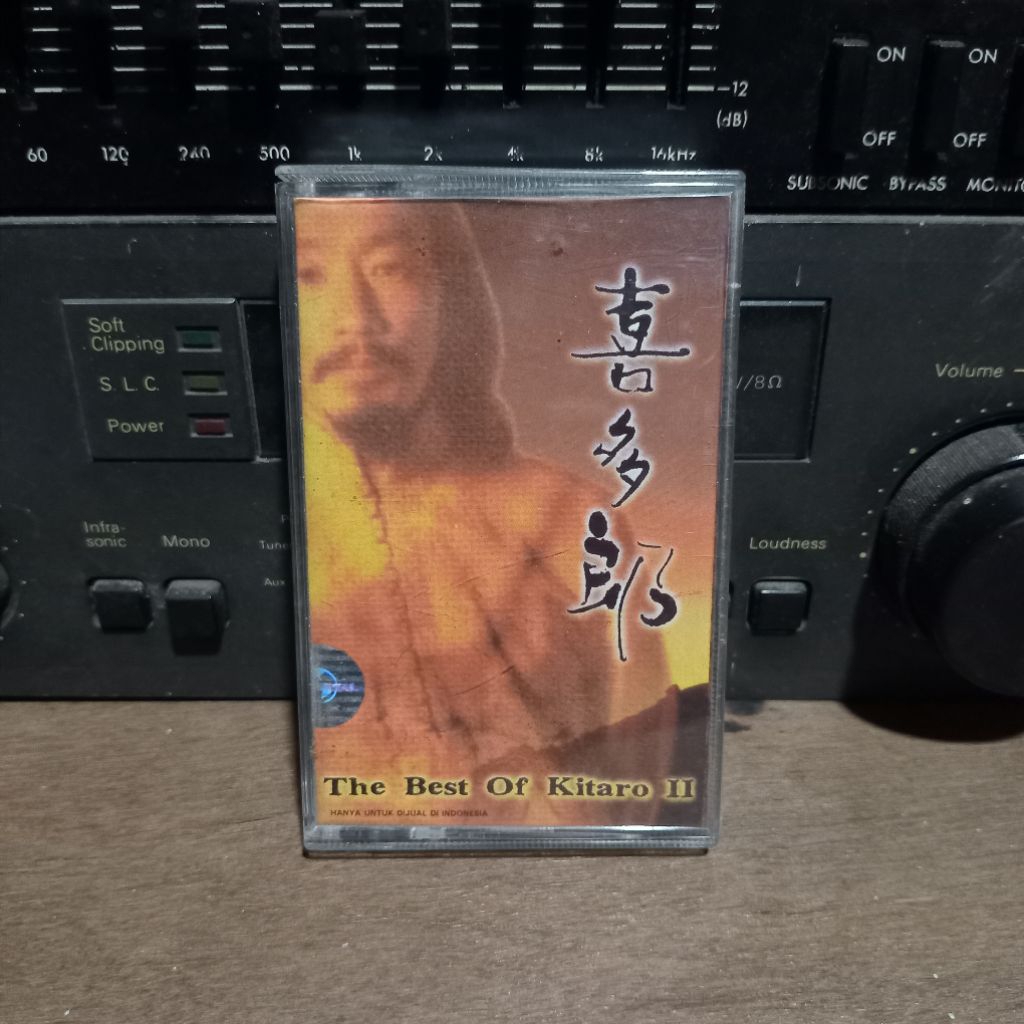 -12
(dB)
60 120 240 500 1k 2k 4k 8k 16kHz
ON ON
OFF OFF
SUBSONIC BYPASS
Soft
Clipping
S.L.C.
Power
/8Ω
Volume
Infra-
sonic
Mono
Aux
Loudness
喜多郎
The Best Of Kitaro II
HANYA UNTUK DIJUAL DI INDONESIA